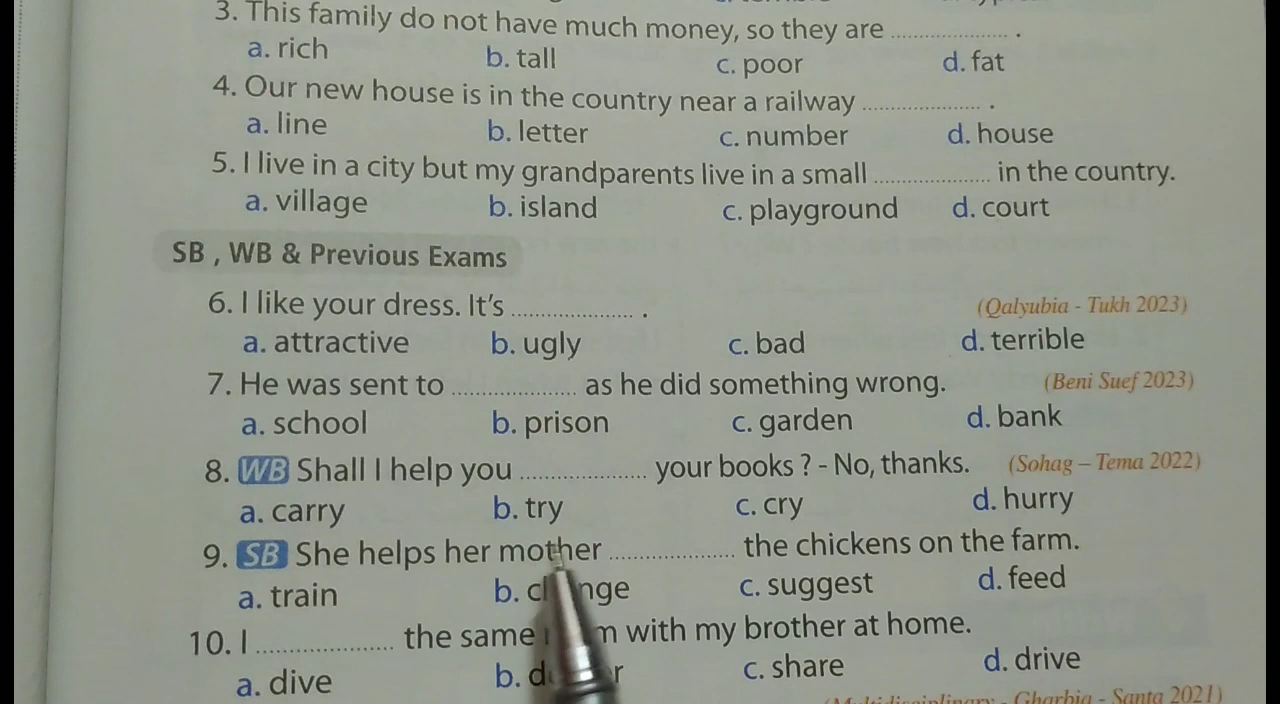 3. This family do not have much money, so they are .................... .
a. rich b. tall c. poor d. fat
4. Our new house is in the country near a railway .................... .
a. line b. letter c. number d. house
5. I live in a city but my grandparents live in a small .................... in the country.
a. village b. island c. playground d. court
SB , WB & Previous Exams
6. I like your dress. It's .................... . (Qalyubia - Tukh 2023)
a. attractive b. ugly c. bad d. terrible
7. He was sent to .................... as he did something wrong. (Beni Suef 2023)
a. school b. prison c. garden d. bank
8. WB Shall I help you .................... your books ? - No, thanks. (Sohag – Tema 2022)
a. carry b. try c. cry d. hurry
9. SB She helps her mother .................... the chickens on the farm.
a. train b. c. suggest d. feed
10. I .................... the same with my brother at home.
a. dive b. c. share d. drive
Gharbia - Santa 2021)